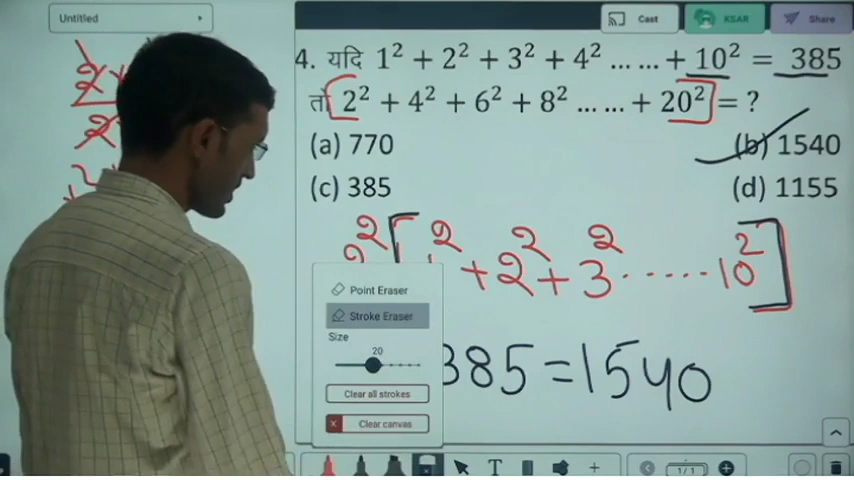 Untitled
Cast
KSAR
Share
4. यदि 1² + 2² + 3² + 4² ... ... + 10² = 385
तो 2² + 4² + 6² + 8² ... ... + 20² = ?
(a) 770
(b) 1540
(c) 385
(d) 1155
2² [ ² + 2² + 3² ..... 10² ]
385 = 1540
Point Eraser
Stroke Eraser
Size
20
Clear all strokes
Clear canvas
T
1/1